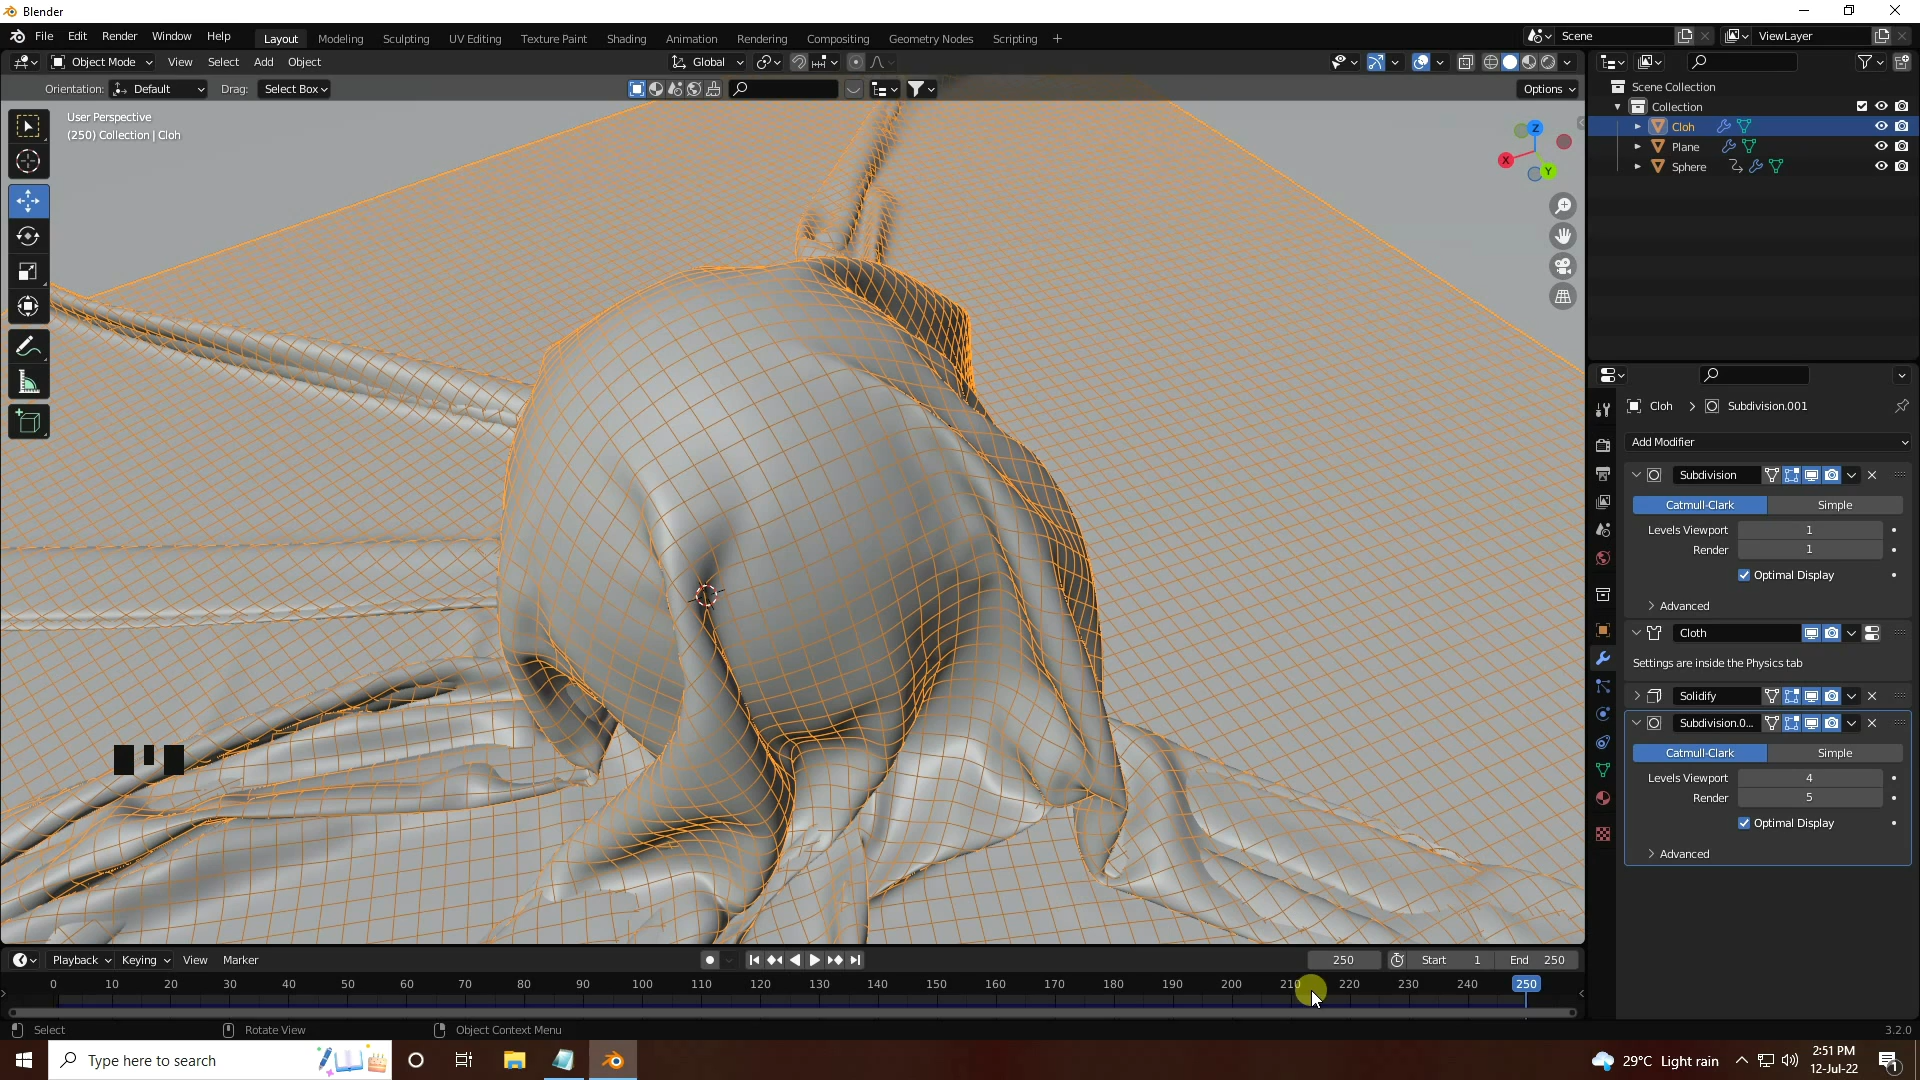 Blender
File Edit Render Window Help
Layout Modeling Sculpting UV Editing Texture Paint Shading Animation Rendering Compositing Geometry Nodes Scripting +
Scene
ViewLayer
Object Mode View Select Add Object
Global
Orientation: Default Drag: Select Box
Options
User Perspective
(250) Collection | Cloh
Z
X
Y
Scene Collection
Collection
Cloh
Plane
Sphere
Cloh > Subdivision.001
Add Modifier
Subdivision
Catmull-Clark Simple
Levels Viewport 1
Render 1
Optimal Display
Advanced
Cloth
Settings are inside the Physics tab
Solidify
Subdivision.0...
Catmull-Clark Simple
Levels Viewport 4
Render 5
Optimal Display
Advanced
Playback Keying View Marker
250 Start 1 End 250
0 10 20 30 40 50 60 70 80 90 100 110 120 130 140 150 160 170 180 190 200 210 220 230 240 250
Select Rotate View Object Context Menu
3.2.0
Type here to search
29°C Light rain
2:51 PM
12-Jul-22
1